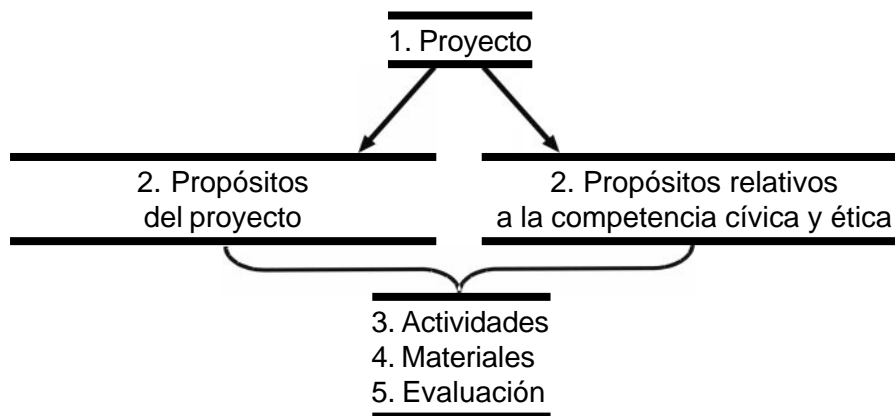 1. Proyecto
2. Propósitos
del proyecto
2. Propósitos relativos
a la competencia cívica y ética
3. Actividades
4. Materiales
5. Evaluación